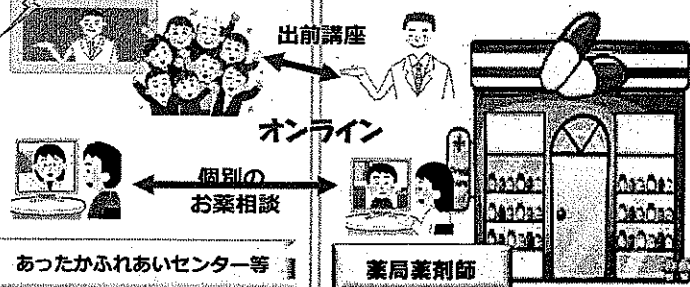 出前講座
オンライン
個別の
お薬相談
あったかふれあいセンター等
薬局薬剤師